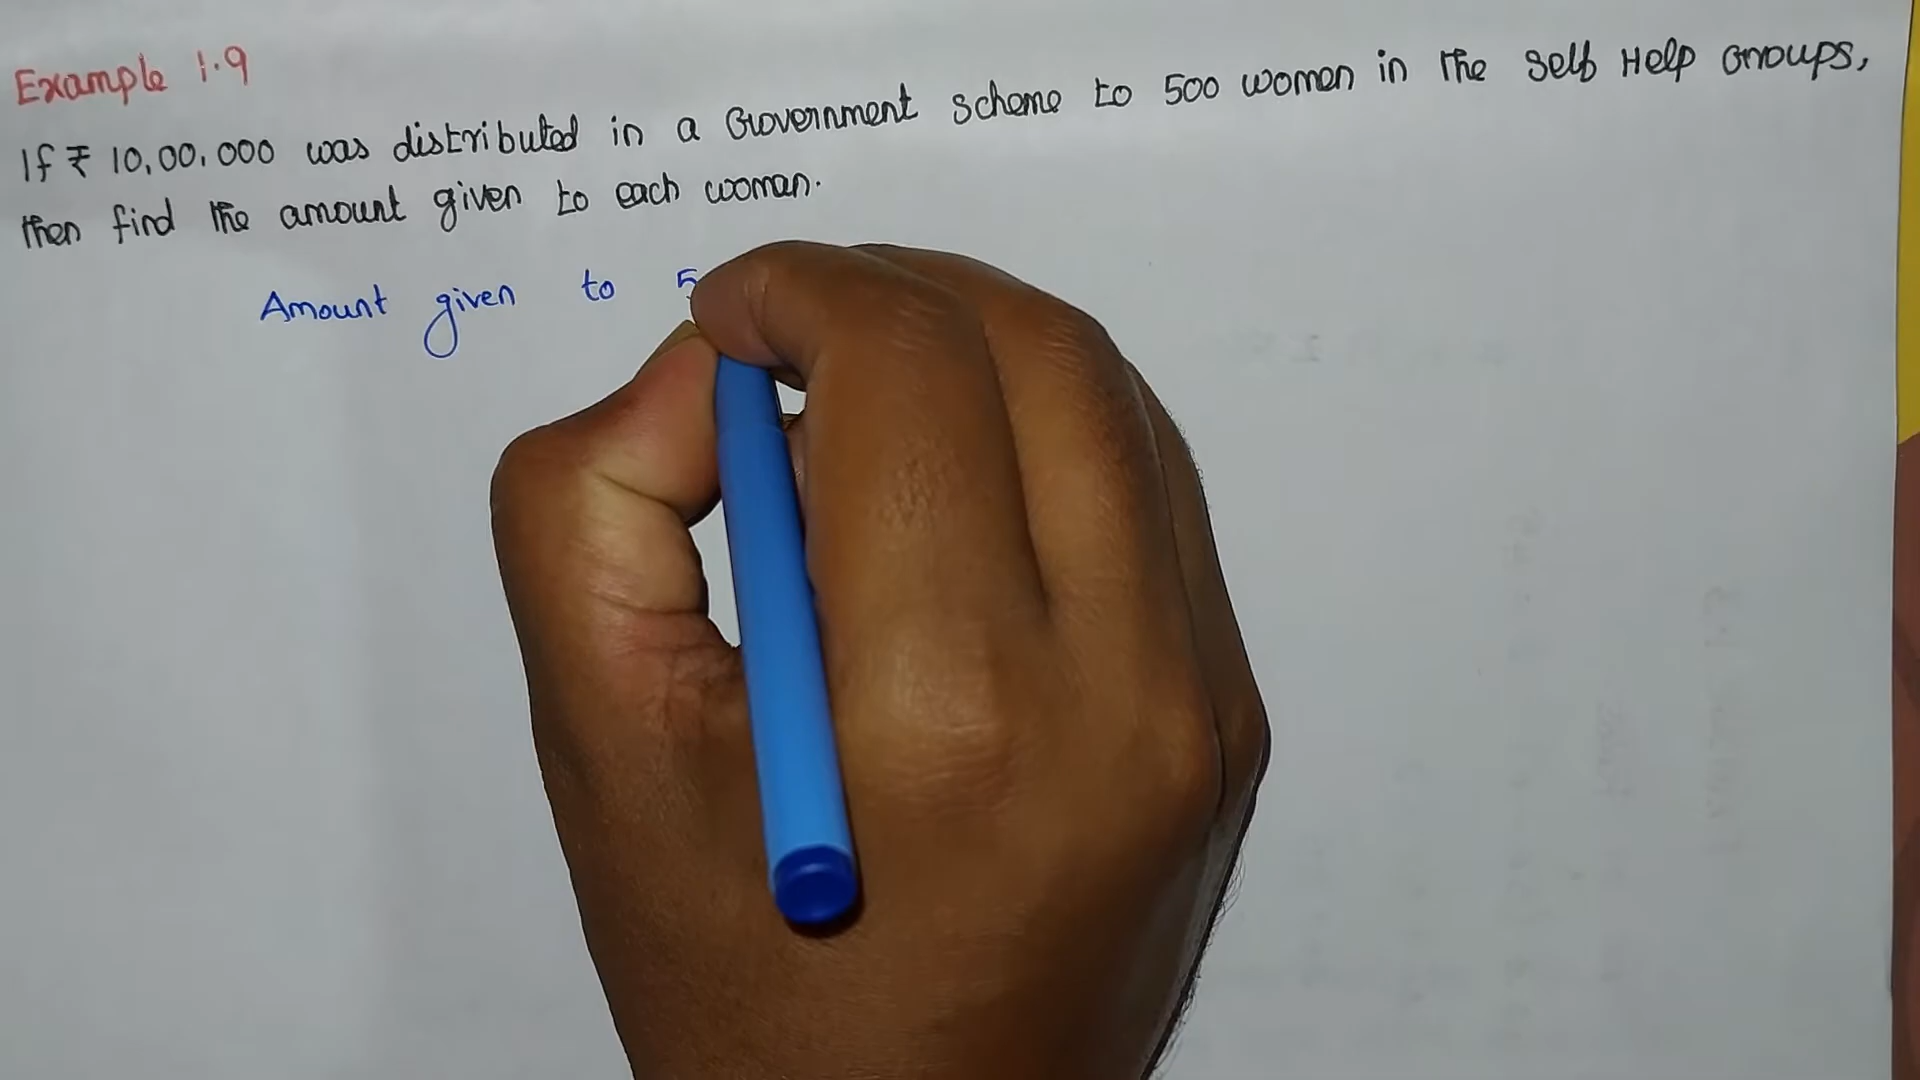 Example 1.9
If ₹ 10,00,000 was distributed in a Government scheme to 500 women in the Self Help Groups,
then find the amount given to each woman.
Amount given to 5